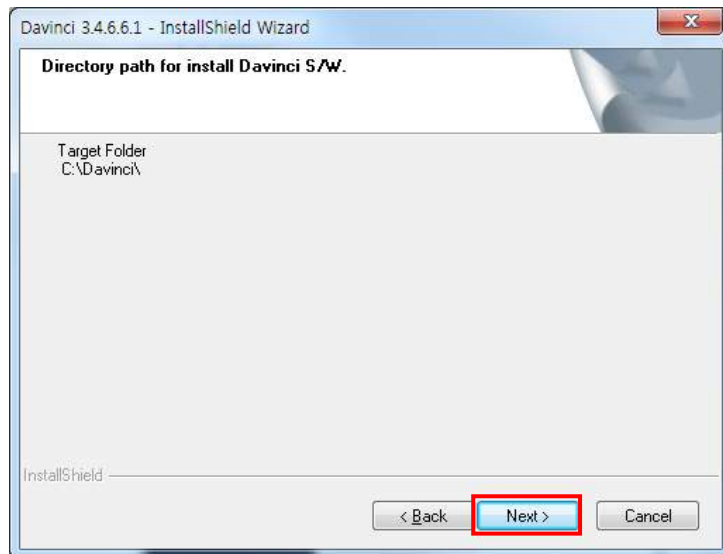 Davinci 3.4.6.6.1 - InstallShield Wizard
Directory path for install Davinci S/W.
Target Folder
C:\Davinci\
InstallShield
< Back
Next >
Cancel